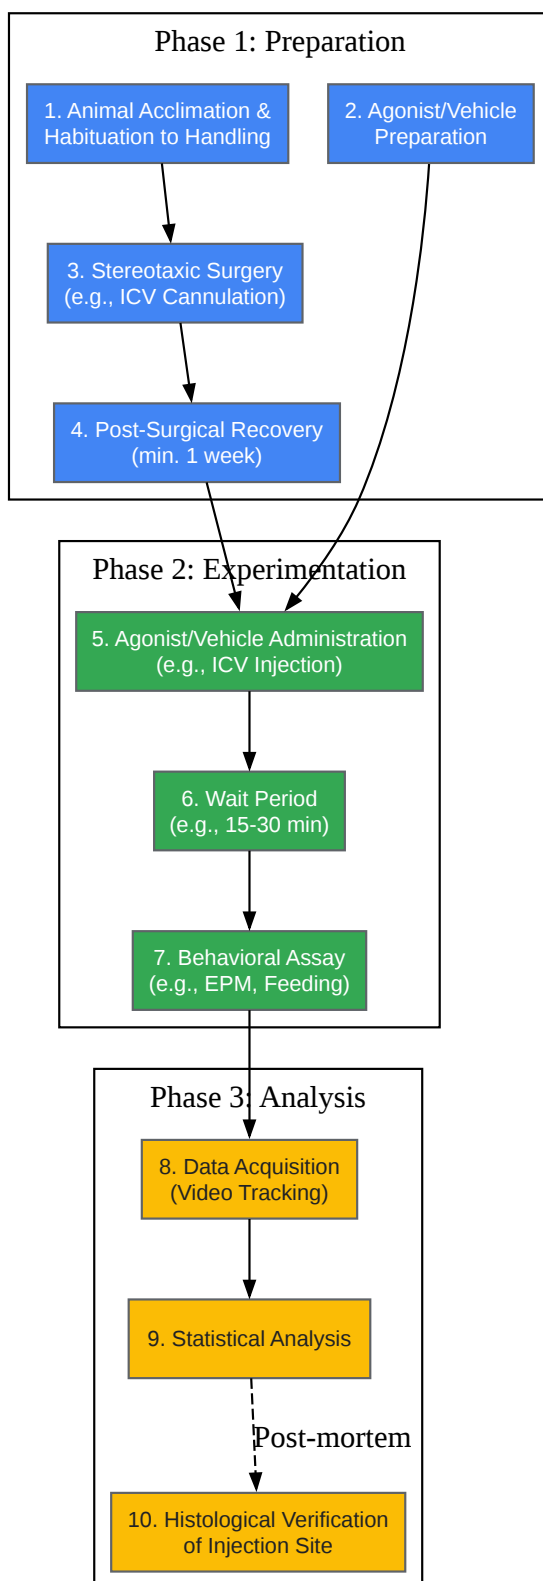 Phase 1: Preparation
1. Animal Acclimation &
Habituation to Handling
2. Agonist/Vehicle
Preparation
3. Stereotaxic Surgery
(e.g., ICV Cannulation)
4. Post-Surgical Recovery
(min. 1 week)
Phase 2: Experimentation
5. Agonist/Vehicle Administration
(e.g., ICV Injection)
6. Wait Period
(e.g., 15-30 min)
7. Behavioral Assay
(e.g., EPM, Feeding)
Phase 3: Analysis
8. Data Acquisition
(Video Tracking)
9. Statistical Analysis
Post-mortem
10. Histological Verification
of Injection Site